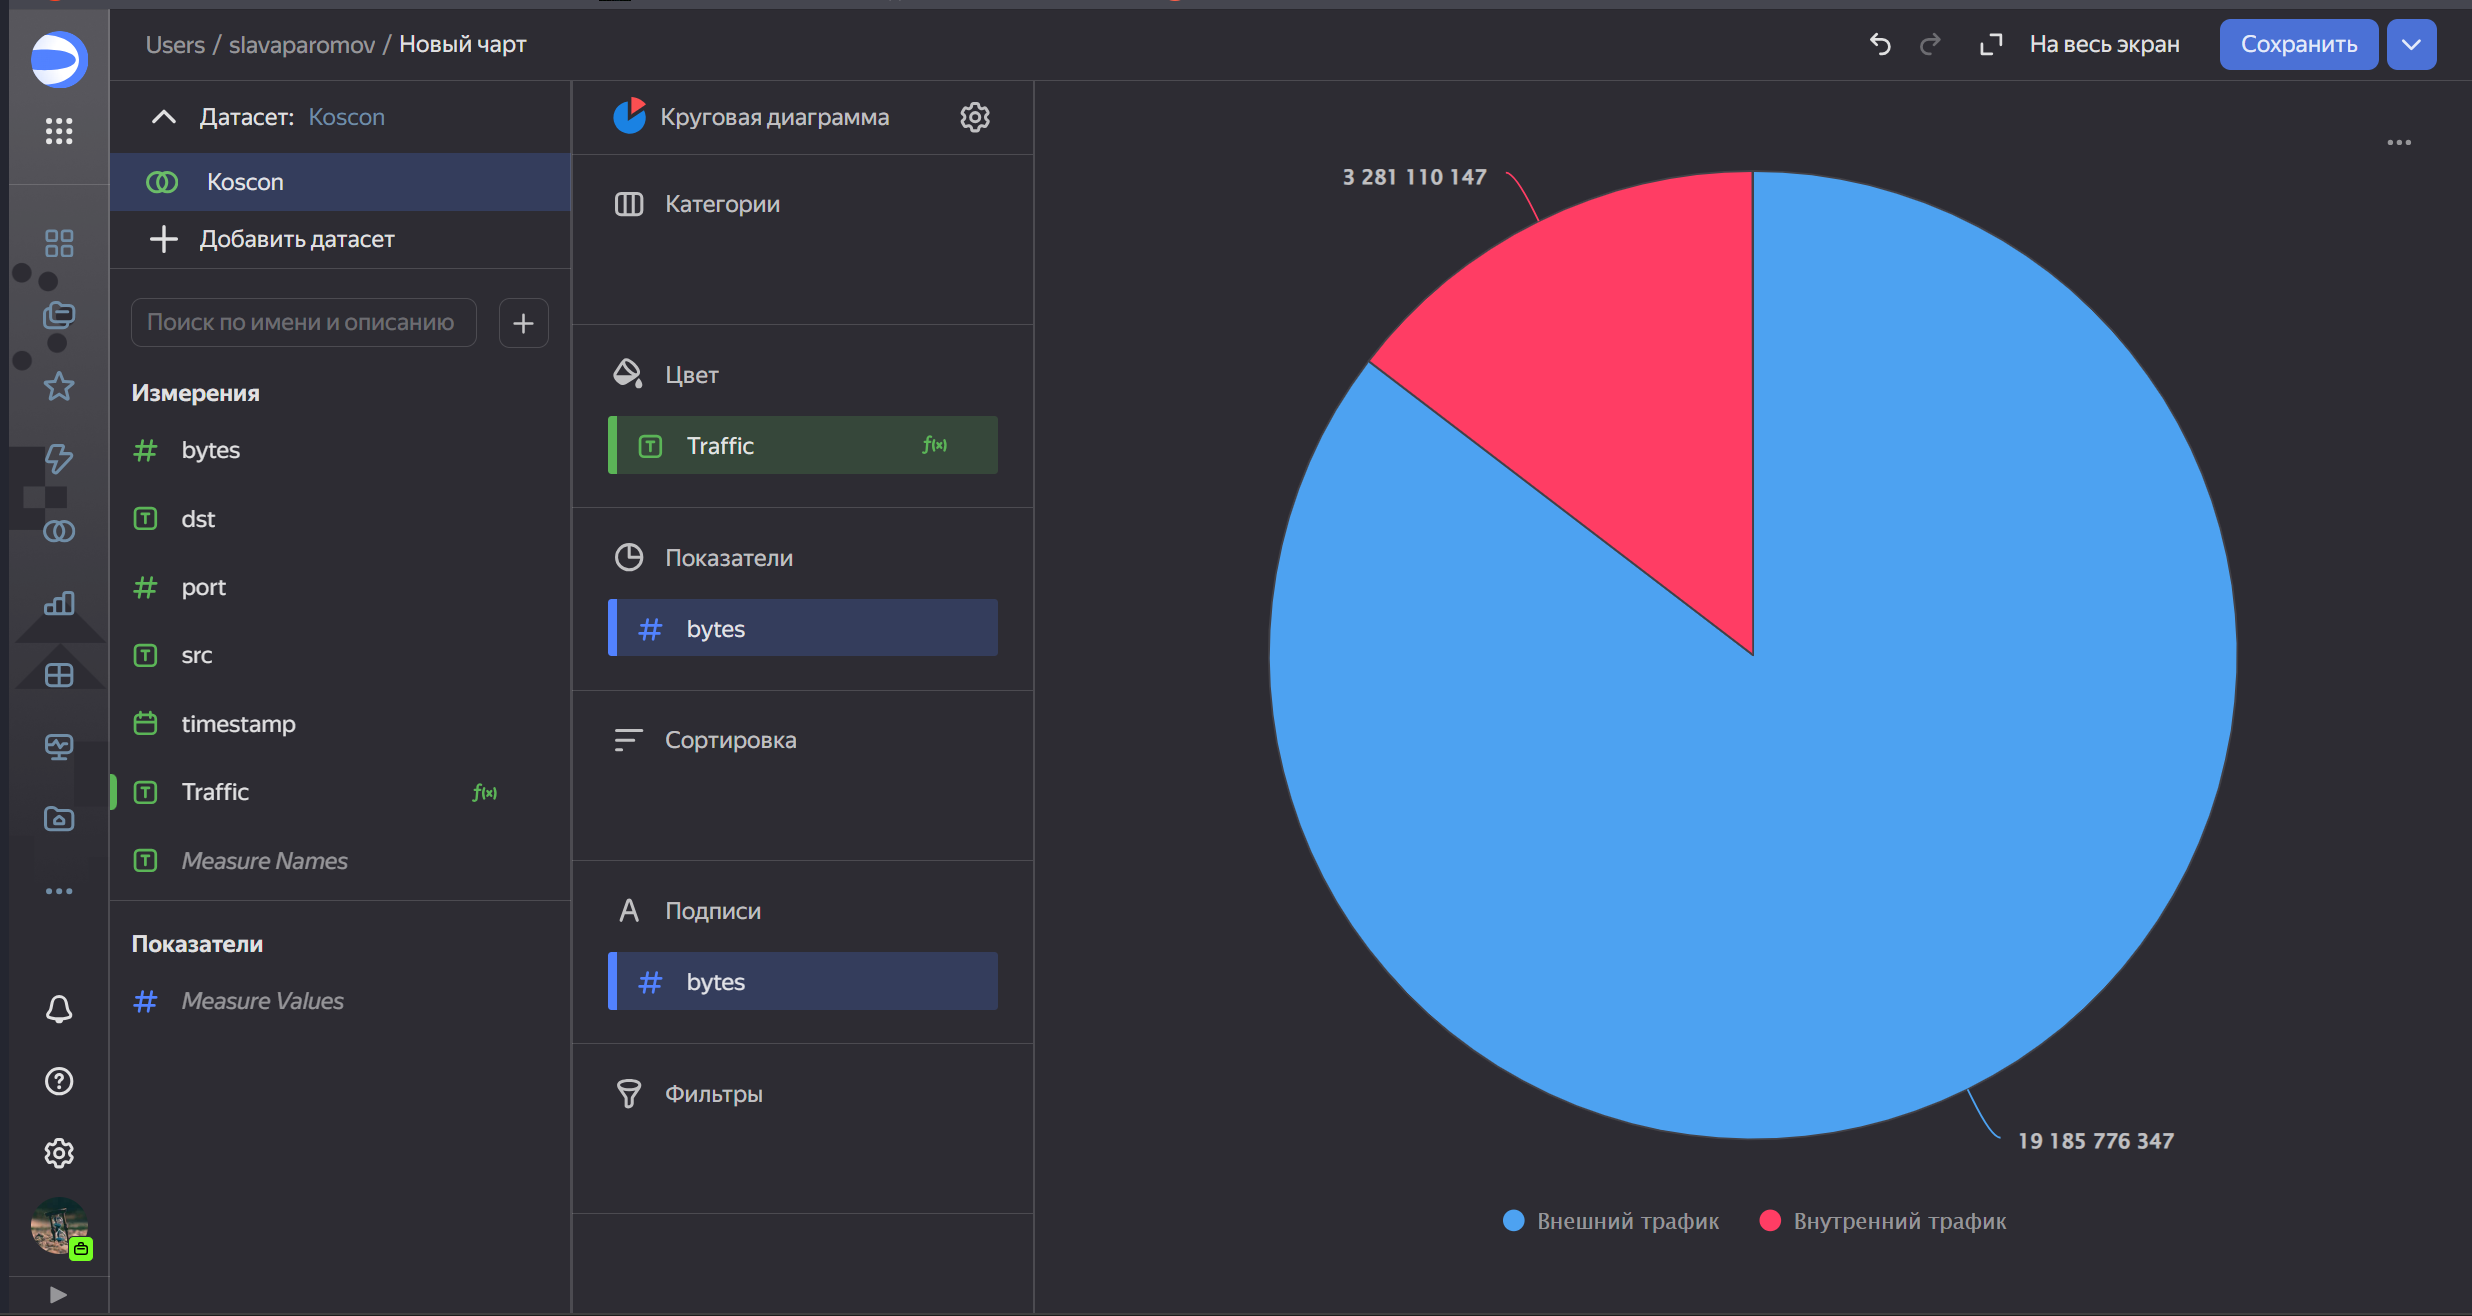 Users / slavaparomov / Новый чарт
На весь экран
Сохранить
Датасет: Koscon
Koscon
Добавить датасет
Поиск по имени и описанию
Измерения
bytes
dst
port
src
timestamp
Traffic f(x)
Measure Names
Показатели
Measure Values
Круговая диаграмма
Категории
Цвет
Traffic f(x)
Показатели
bytes
Сортировка
Подписи
bytes
Фильтры
3 281 110 147
19 185 776 347
Внешний трафик
Внутренний трафик